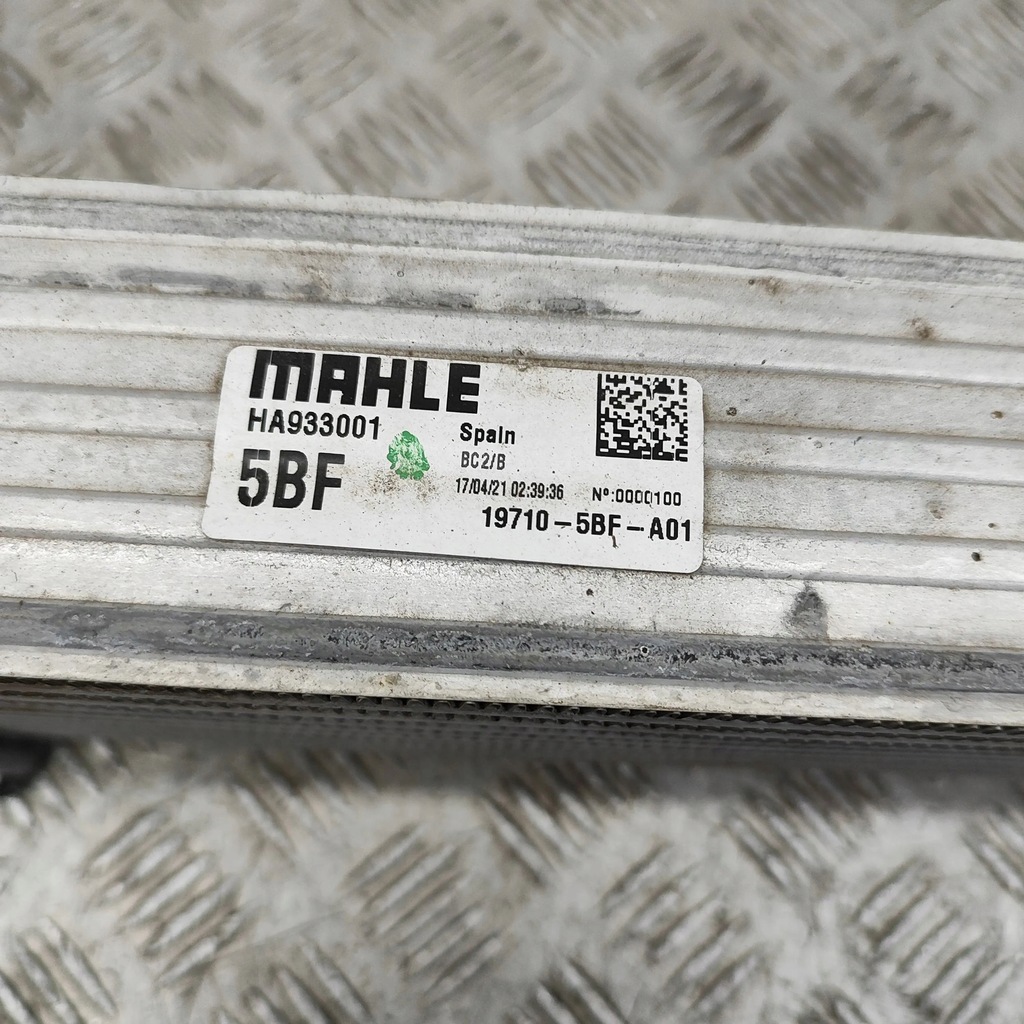 MAHLE
HA933001
Spain
5BF
BC2/B
17/04/21 02:39:36 Nº:0000100
19710-5BF-A01